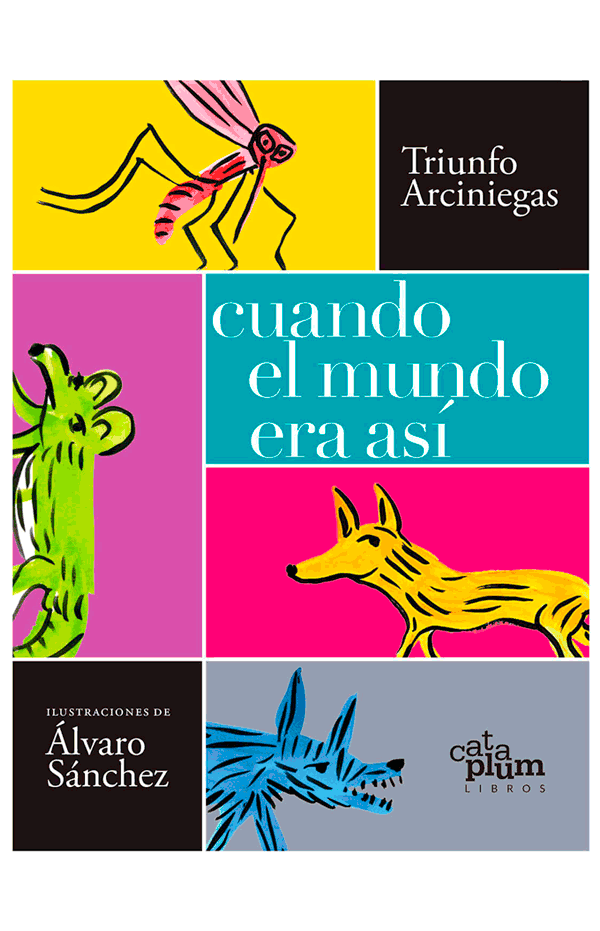 Triunfo
Arciniegas
cuando
el mundo
era así
ILUSTRACIONES DE
Álvaro
Sánchez
cata
plum
LIBROS